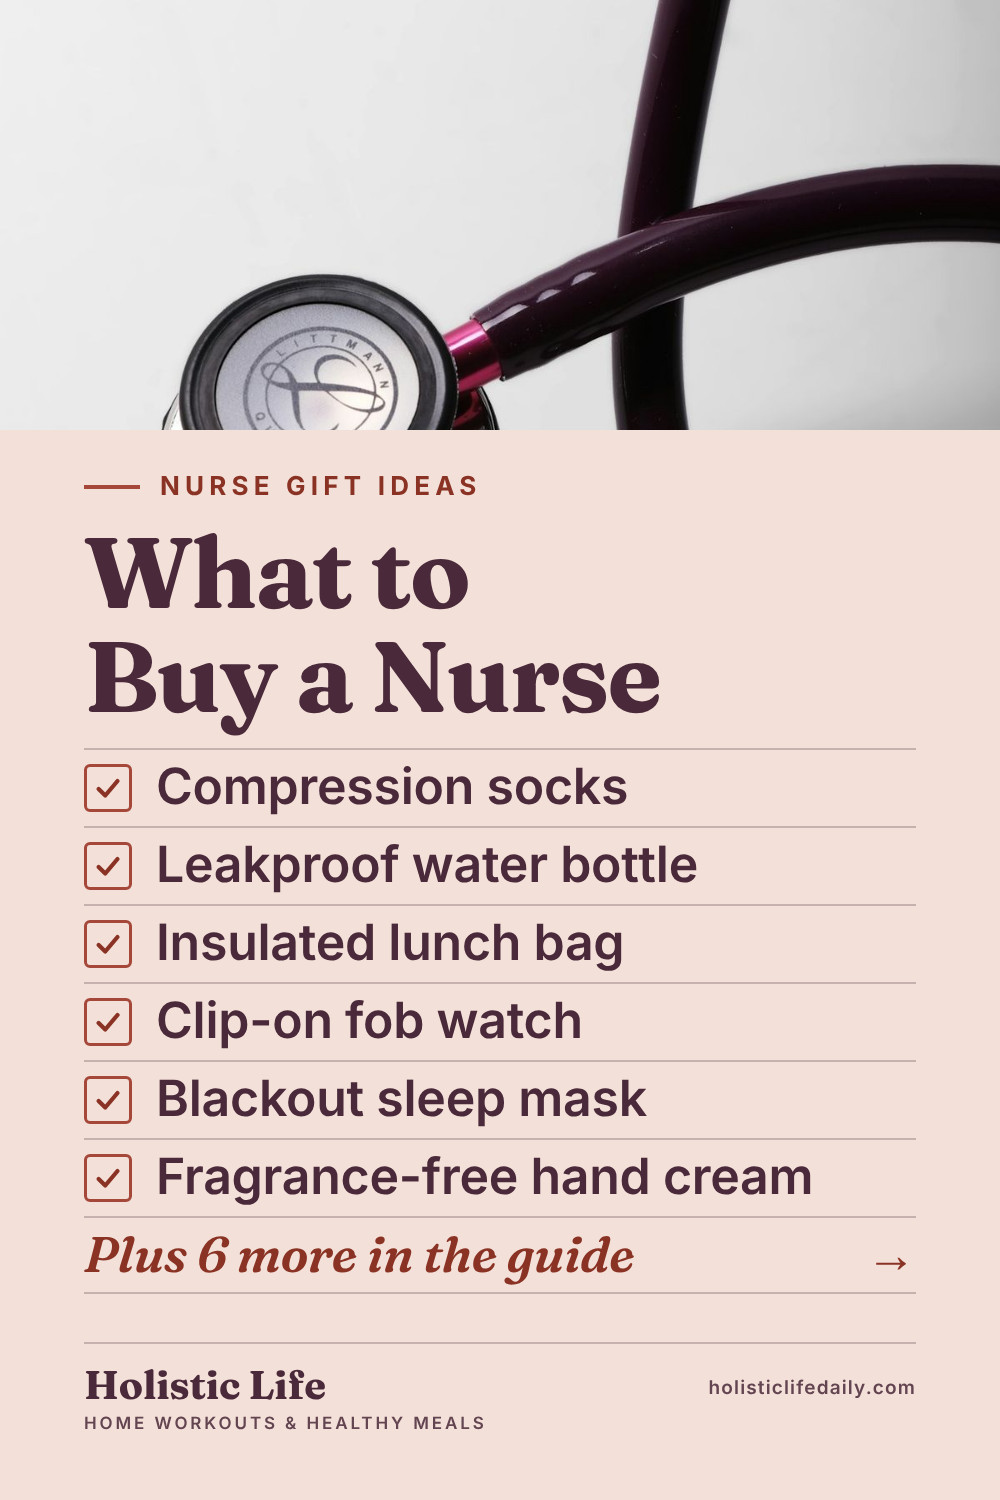 LITTMANN
NURSE GIFT IDEAS
What to
Buy a Nurse
Compression socks
Leakproof water bottle
Insulated lunch bag
Clip-on fob watch
Blackout sleep mask
Fragrance-free hand cream
Plus 6 more in the guide →
Holistic Life
holisticlifedaily.com
HOME WORKOUTS & HEALTHY MEALS